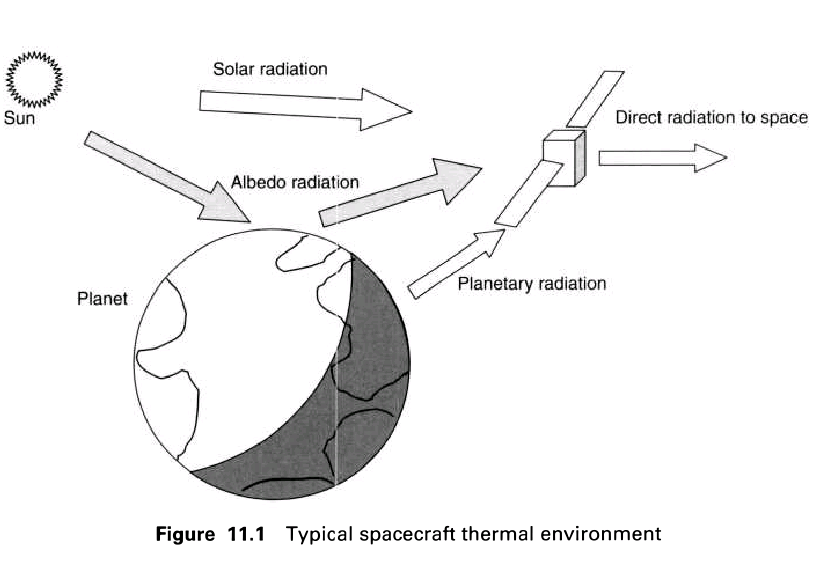 Solar radiation
Sun
Direct radiation to space
Albedo radiation
Planetary radiation
Planet
Figure 11.1 Typical spacecraft thermal environment